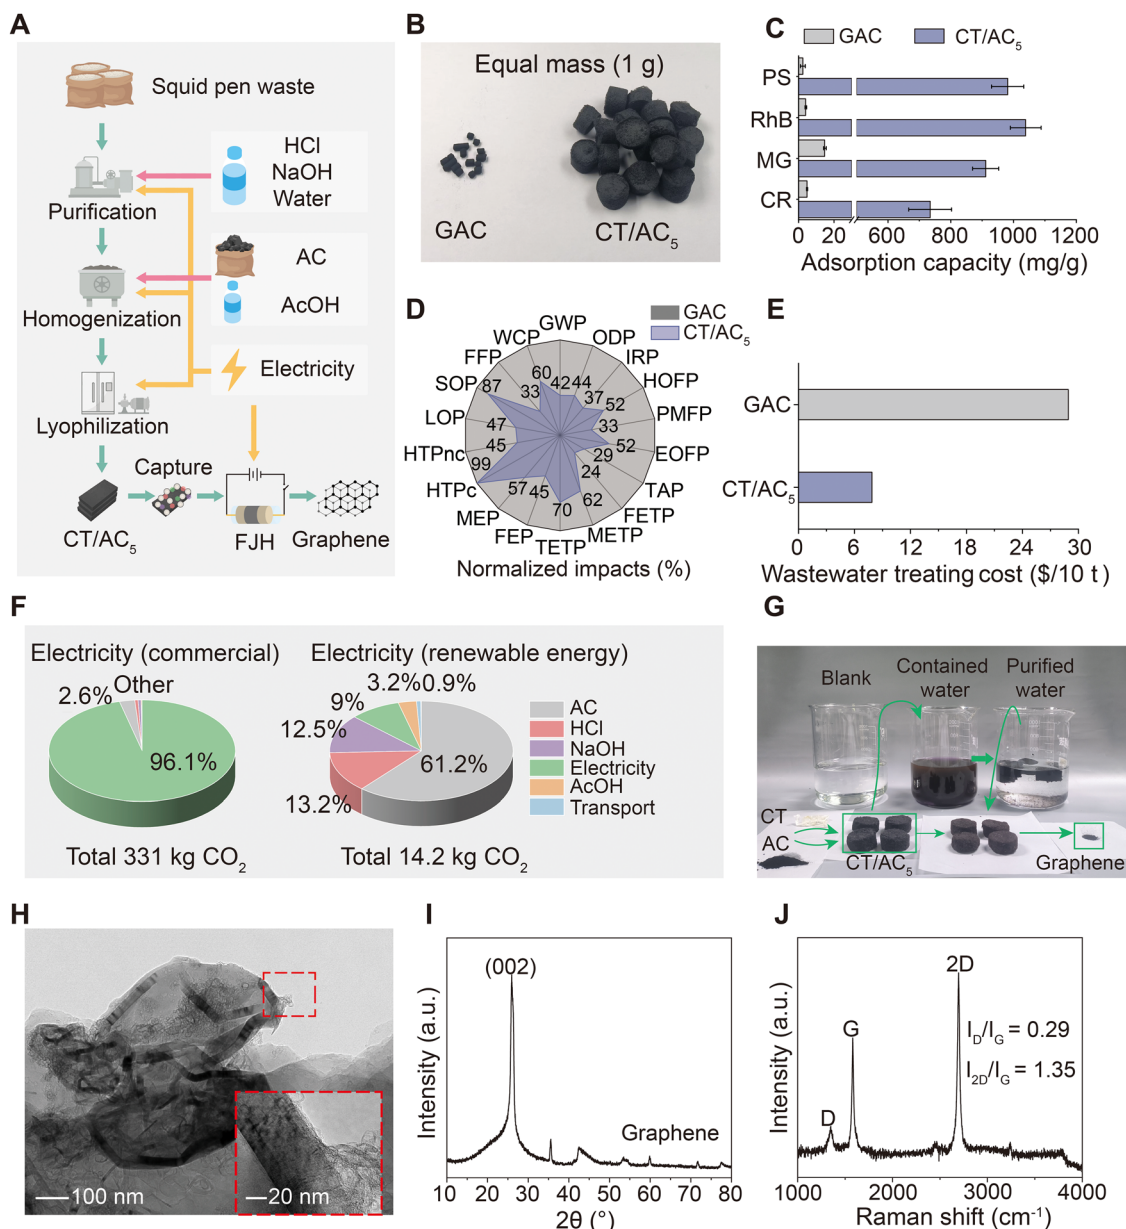 A
Squid pen waste
HCl
NaOH
Water
Purification
AC
AcOH
Homogenization
Electricity
Lyophilization
Capture
CT/AC5
FJH
Graphene
B
Equal mass (1 g)
GAC
CT/AC5
C
GAC
CT/AC5
PS
RhB
MG
CR
0 20 600 800 1000 1200
Adsorption capacity (mg/g)
D
GAC
CT/AC5
GWP
ODP
IRP
HOFP
PMFP
EOFP
TAP
FETP
METP
TETP
FEP
MEP
HTPc
HTPnc
LOP
SOP
FFP
WCP
42
44
37
52
33
52
29
24
62
70
45
57
99
45
47
87
33
60
Normalized impacts (%)
E
GAC
CT/AC5
0 6 12 18 24 30
Wastewater treating cost ($/10 t )
F
Electricity (commercial)
2.6%
Other
96.1%
Total 331 kg CO2
Electricity (renewable energy)
3.2%
0.9%
9%
12.5%
13.2%
61.2%
Total 14.2 kg CO2
AC
HCl
NaOH
Electricity
AcOH
Transport
G
Blank
Contained
water
Purified
water
CT
AC
CT/AC5
Graphene
H
100 nm
20 nm
I
Intensity (a.u.)
(002)
Graphene
10 20 30 40 50 60 70 80
2θ (°)
J
Intensity (a.u.)
D
G
2D
ID/IG = 0.29
I2D/IG = 1.35
1000 2000 3000 4000
Raman shift (cm-1)